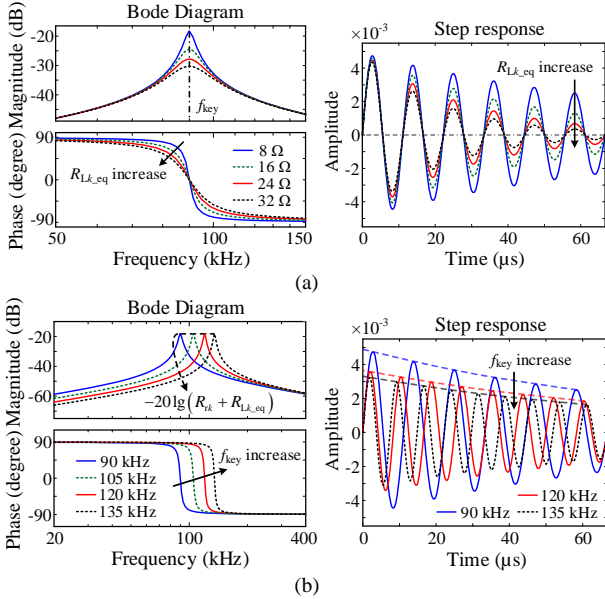 Bode Diagram
Magnitude (dB)
-20
-30
-40
f_key
Phase (degree)
90
0
-90
R_Lk_eq increase
8 Ω
16 Ω
24 Ω
32 Ω
50
100
150
Frequency (kHz)
Step response
×10⁻³
Amplitude
4
2
0
-2
-4
R_Lk_eq increase
0
20
40
60
Time (μs)
(a)
Bode Diagram
Magnitude (dB)
-20
-40
-60
−20lg(R_rk + R_Lk_eq)
Phase (degree)
90
0
-90
90 kHz
105 kHz
120 kHz
135 kHz
f_key increase
20
100
400
Frequency (kHz)
Step response
×10⁻³
Amplitude
4
2
0
-2
-4
f_key increase
120 kHz
90 kHz
135 kHz
0
20
40
60
Time (μs)
(b)